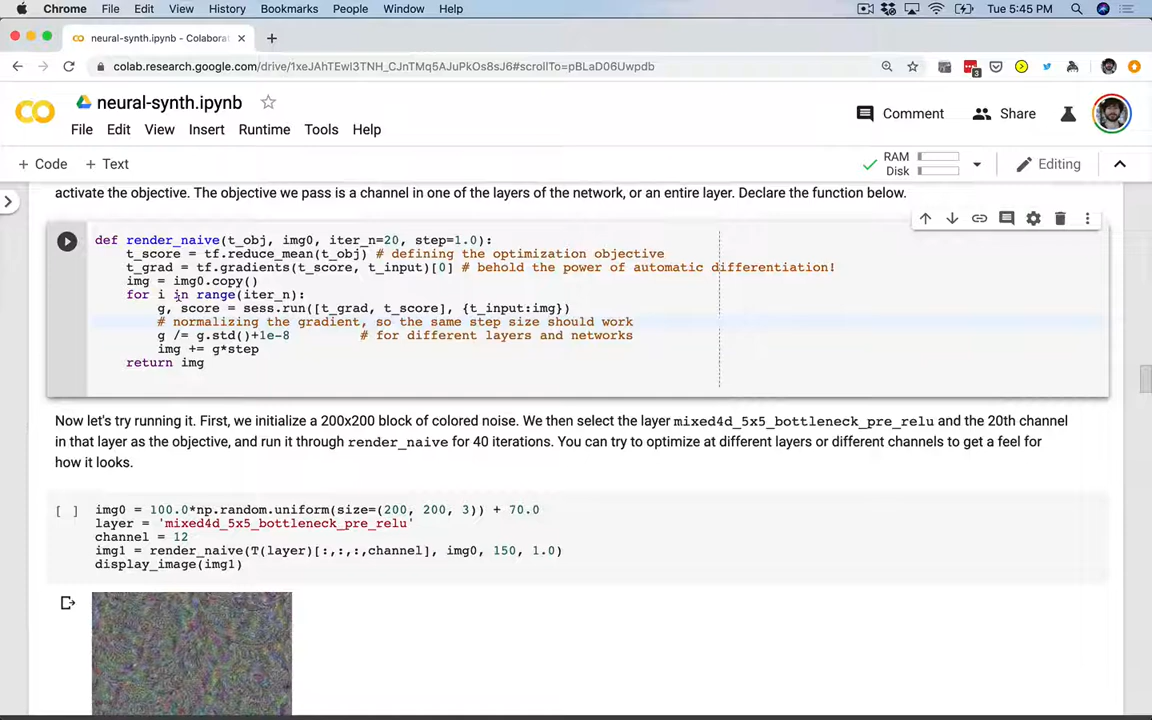 Chrome File Edit View History Bookmarks People Window Help Tue 5:45 PM
neural-synth.ipynb - Colaborat
colab.research.google.com/drive/1xeJAhTEwI3TNH_CJnTMq5AJuPkOs8sJ6#scrollTo=pBLaD06Uwpdb
3
neural-synth.ipynb
Comment Share
File Edit View Insert Runtime Tools Help
+ Code + Text RAM Disk Editing
activate the objective. The objective we pass is a channel in one of the layers of the network, or an entire layer. Declare the function below.
def render_naive(t_obj, img0, iter_n=20, step=1.0):
t_score = tf.reduce_mean(t_obj) # defining the optimization objective
t_grad = tf.gradients(t_score, t_input)[0] # behold the power of automatic differentiation!
img = img0.copy()
for i in range(iter_n):
g, score = sess.run([t_grad, t_score], {t_input:img})
# normalizing the gradient, so the same step size should work
g /= g.std()+1e-8 # for different layers and networks
img += g*step
return img
Now let's try running it. First, we initialize a 200x200 block of colored noise. We then select the layer mixed4d_5x5_bottleneck_pre_relu and the 20th channel
in that layer as the objective, and run it through render_naive for 40 iterations. You can try to optimize at different layers or different channels to get a feel for
how it looks.
[ ] img0 = 100.0*np.random.uniform(size=(200, 200, 3)) + 70.0
layer = 'mixed4d_5x5_bottleneck_pre_relu'
channel = 12
img1 = render_naive(T(layer)[:,:,:,channel], img0, 150, 1.0)
display_image(img1)